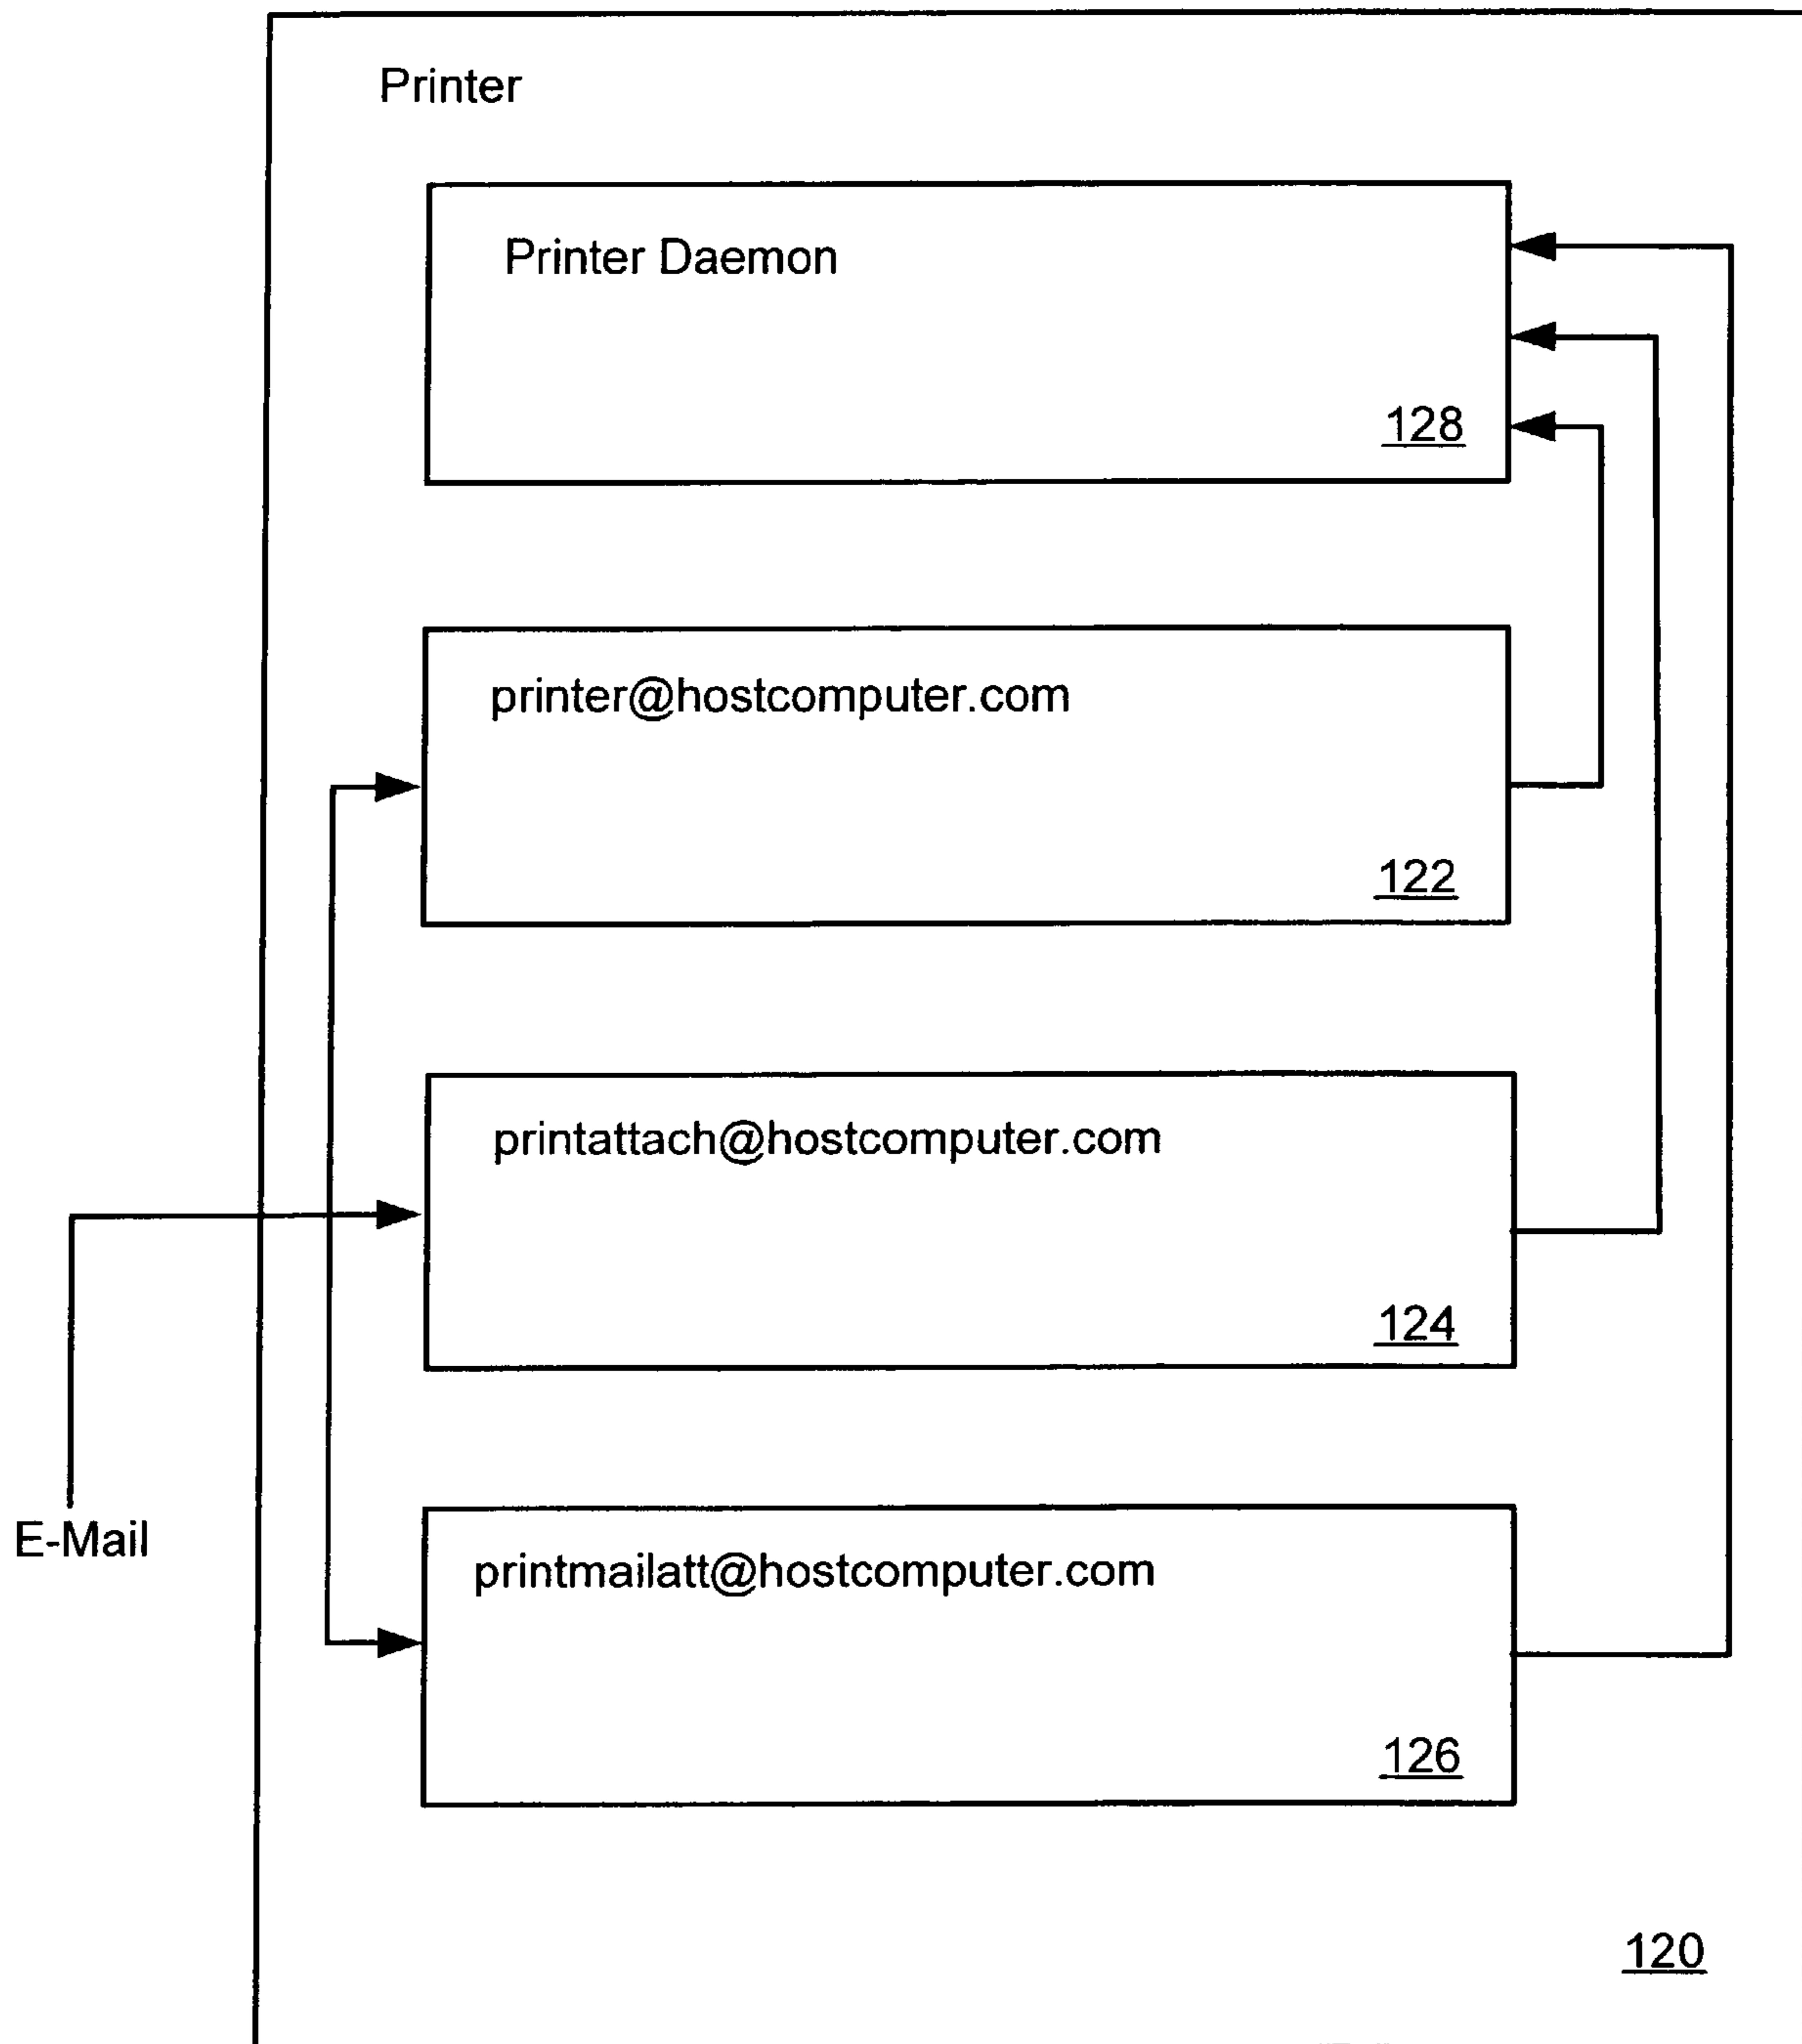 Printer
Printer Daemon
128
printer@hostcomputer.com
122
printattach@hostcomputer.com
124
E-Mail
printmailatt@hostcomputer.com
126
120